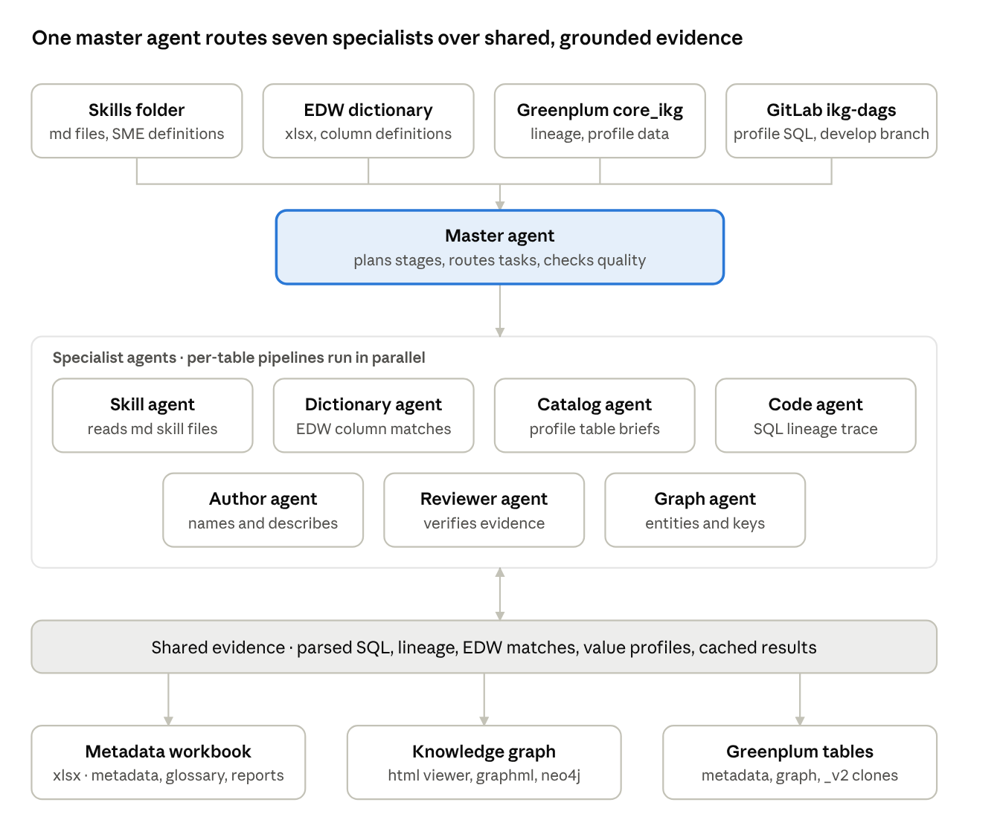 One master agent routes seven specialists over shared, grounded evidence
Skills folder
md files, SME definitions
EDW dictionary
xlsx, column definitions
Greenplum core_ikg
lineage, profile data
GitLab ikg-dags
profile SQL, develop branch
Master agent
plans stages, routes tasks, checks quality
Specialist agents · per-table pipelines run in parallel
Skill agent
reads md skill files
Dictionary agent
EDW column matches
Catalog agent
profile table briefs
Code agent
SQL lineage trace
Author agent
names and describes
Reviewer agent
verifies evidence
Graph agent
entities and keys
Shared evidence · parsed SQL, lineage, EDW matches, value profiles, cached results
Metadata workbook
xlsx · metadata, glossary, reports
Knowledge graph
html viewer, graphml, neo4j
Greenplum tables
metadata, graph, _v2 clones